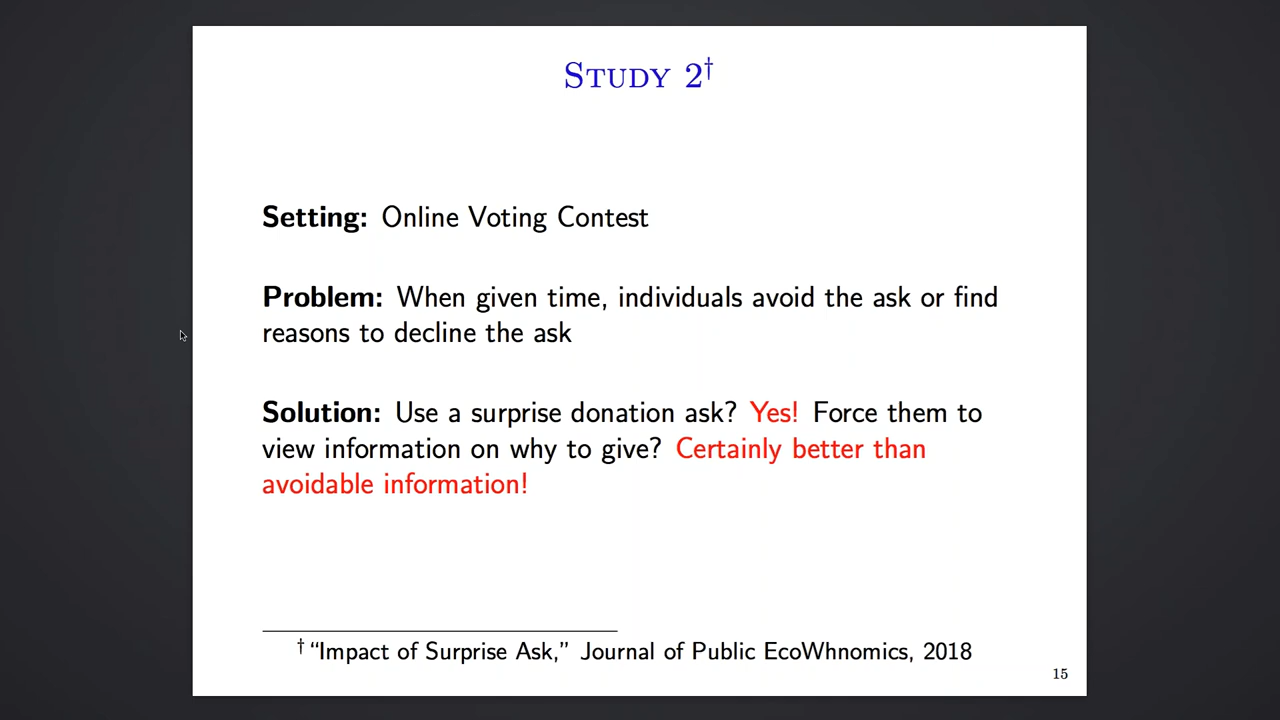 STUDY 2†
Setting: Online Voting Contest
Problem: When given time, individuals avoid the ask or find
reasons to decline the ask
Solution: Use a surprise donation ask? Yes! Force them to
view information on why to give? Certainly better than
avoidable information!
† “Impact of Surprise Ask,” Journal of Public EcoWhnomics, 2018
15